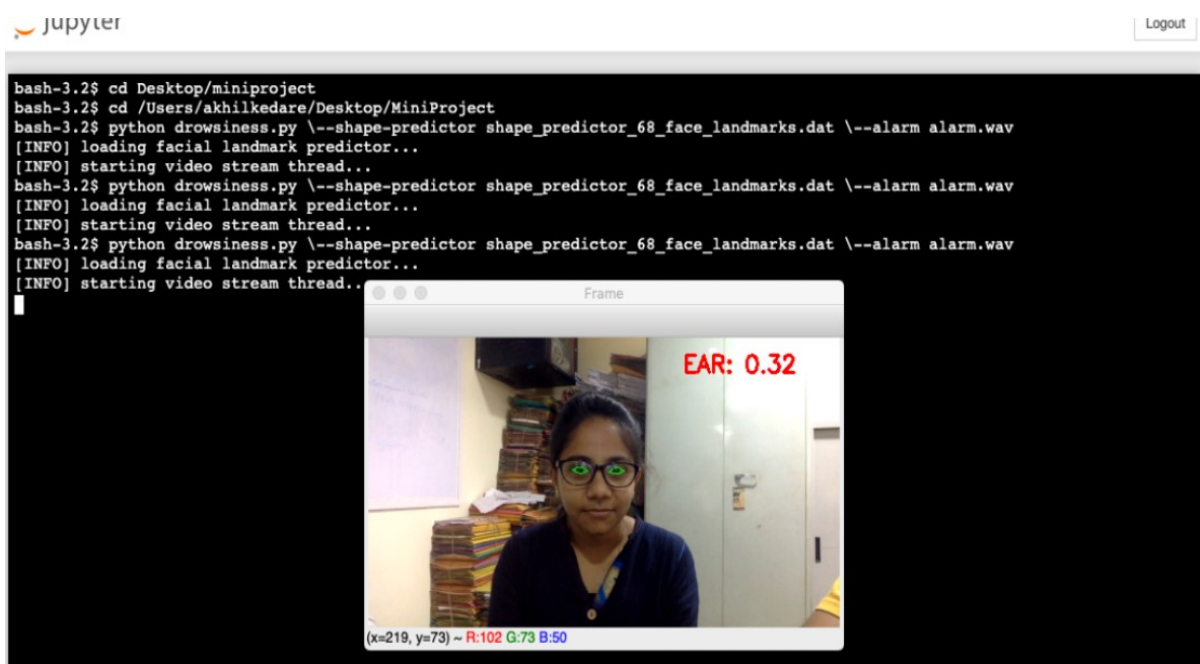 jupyter
Logout
bash-3.2$ cd Desktop/miniproject
bash-3.2$ cd /Users/akhilkedare/Desktop/MiniProject
bash-3.2$ python drowsiness.py \--shape-predictor shape_predictor_68_face_landmarks.dat \--alarm alarm.wav
[INFO] loading facial landmark predictor...
[INFO] starting video stream thread...
bash-3.2$ python drowsiness.py \--shape-predictor shape_predictor_68_face_landmarks.dat \--alarm alarm.wav
[INFO] loading facial landmark predictor...
[INFO] starting video stream thread...
bash-3.2$ python drowsiness.py \--shape-predictor shape_predictor_68_face_landmarks.dat \--alarm alarm.wav
[INFO] loading facial landmark predictor...
[INFO] starting video stream thread..
Frame
EAR: 0.32
(x=219, y=73) ~ R:102 G:73 B:50